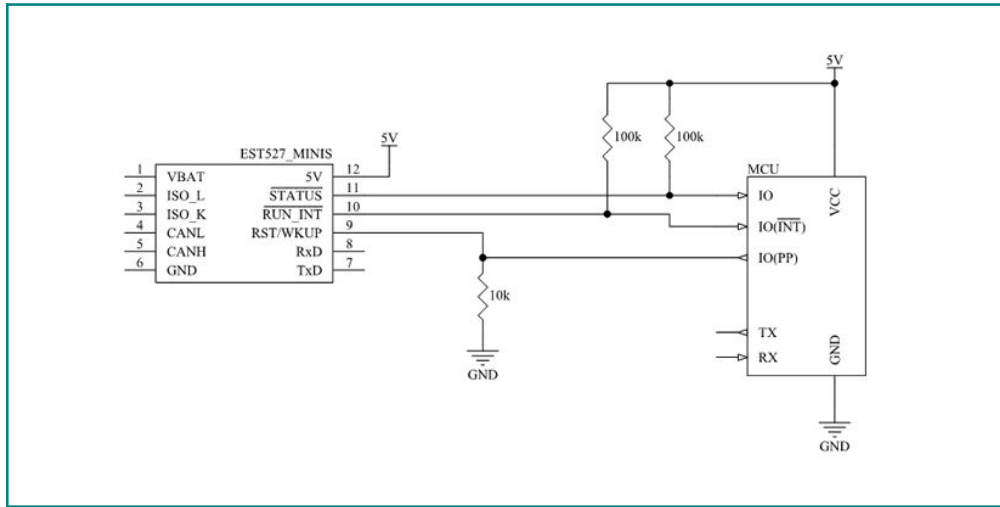 5V
100k
100k
5V
EST527_MINIS
MCU
1 VBAT 5V 12
2 ISO_L STATUS 11
3 ISO_K RUN_INT 10
4 CANL RST/WKUP 9
5 CANH RxD 8
6 GND TxD 7
IO
VCC
IO(INT)
IO(PP)
10k
TX
RX
GND
GND
GND